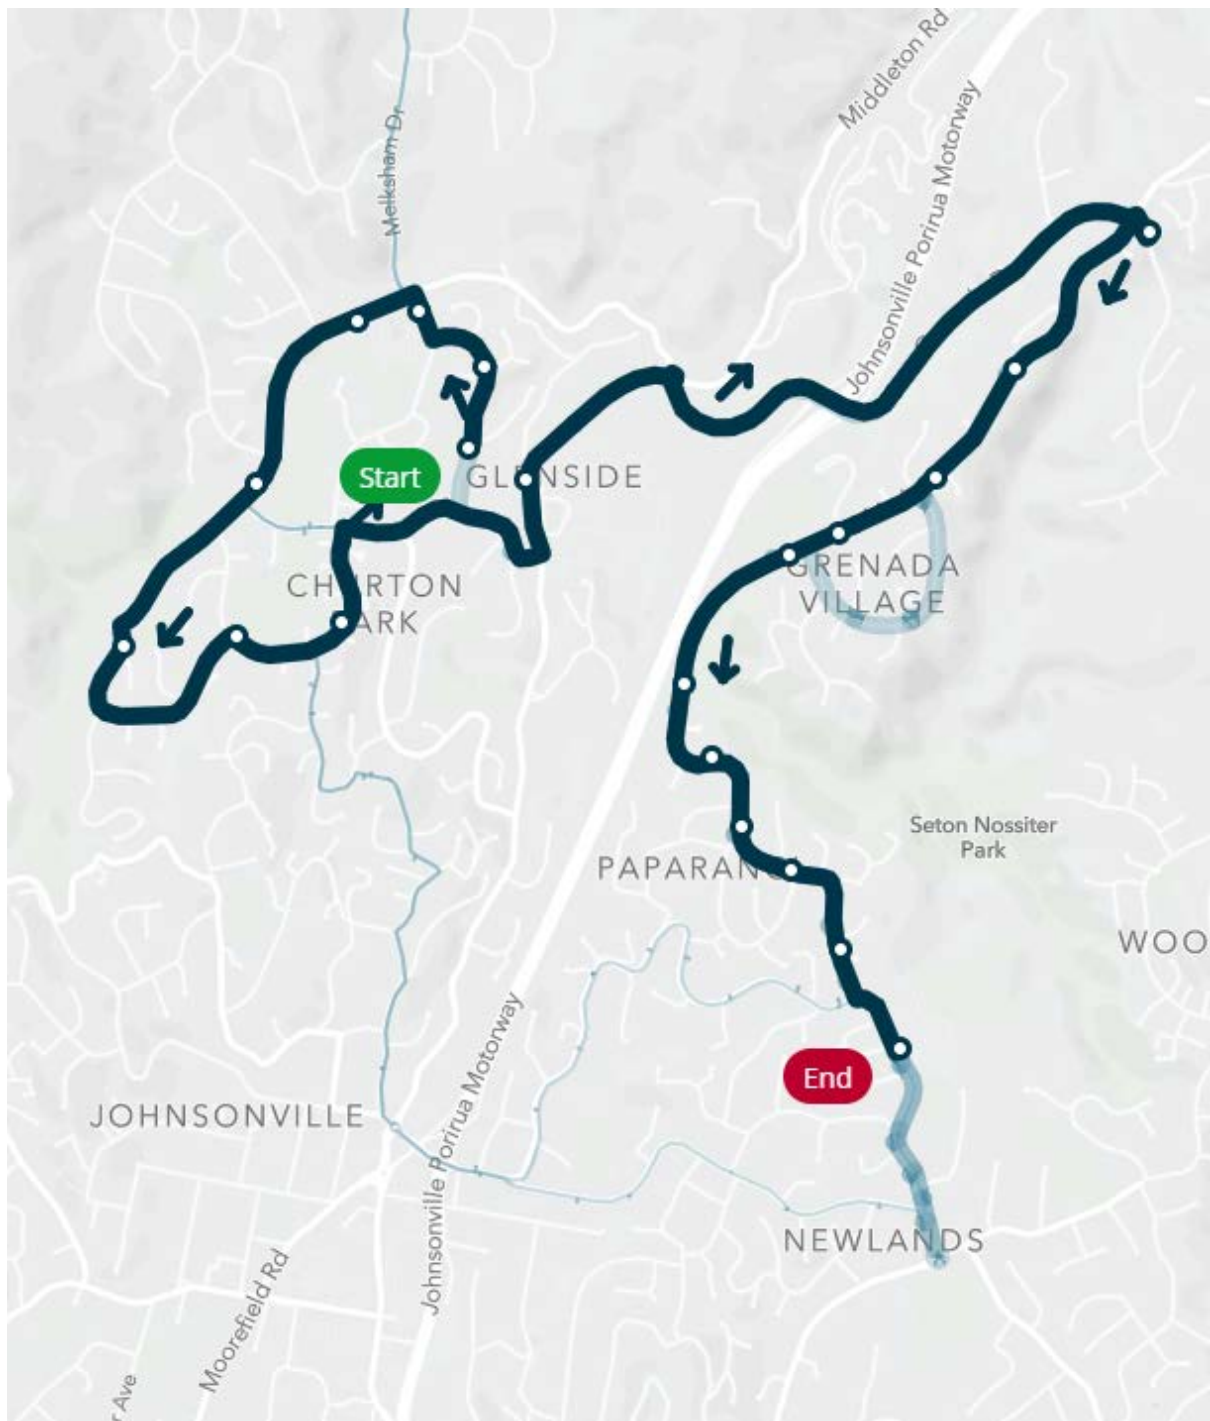 Middleton Rd
Melksham Dr
Johnsonville Porirua Motorway
Start
GLENSIDE
CHURTON
PARK
GRENADA
VILLAGE
Seton Nossiter
Park
PAPARANG
WOO
Johnsonville Porirua Motorway
End
JOHNSONVILLE
NEWLANDS
Moorefield Rd
r Ave